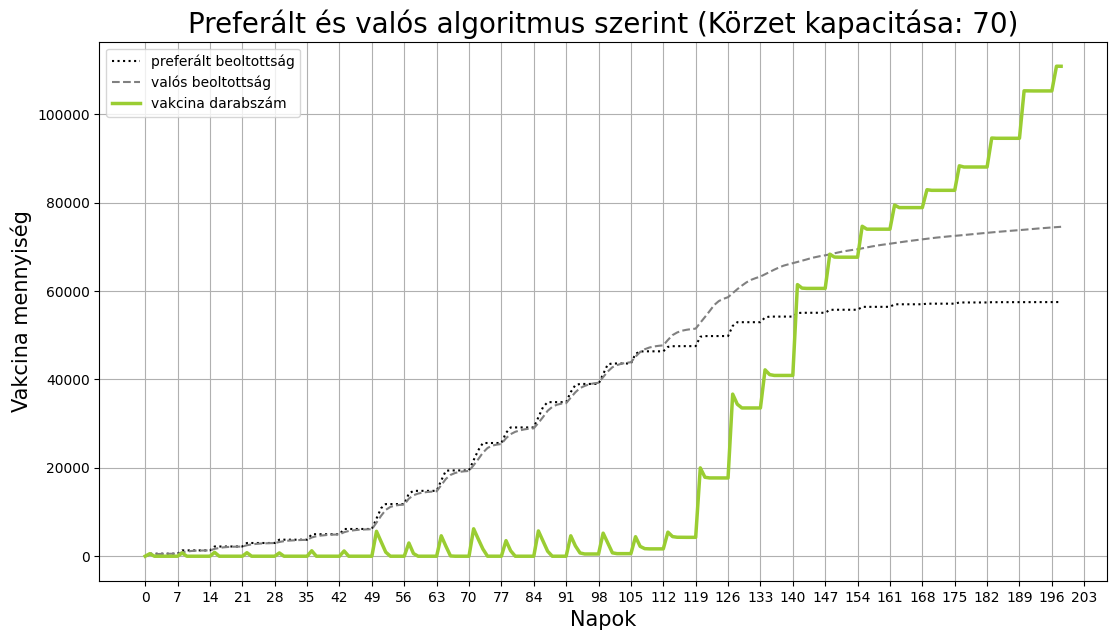 Preferált és valós algoritmus szerint (Körzet kapacitása: 70)
preferált beoltottság
valós beoltottság
vakcina darabszám
Vakcina mennyiség
100000
80000
60000
40000
20000
0
0 7 14 21 28 35 42 49 56 63 70 77 84 91 98 105 112 119 126 133 140 147 154 161 168 175 182 189 196 203
Napok